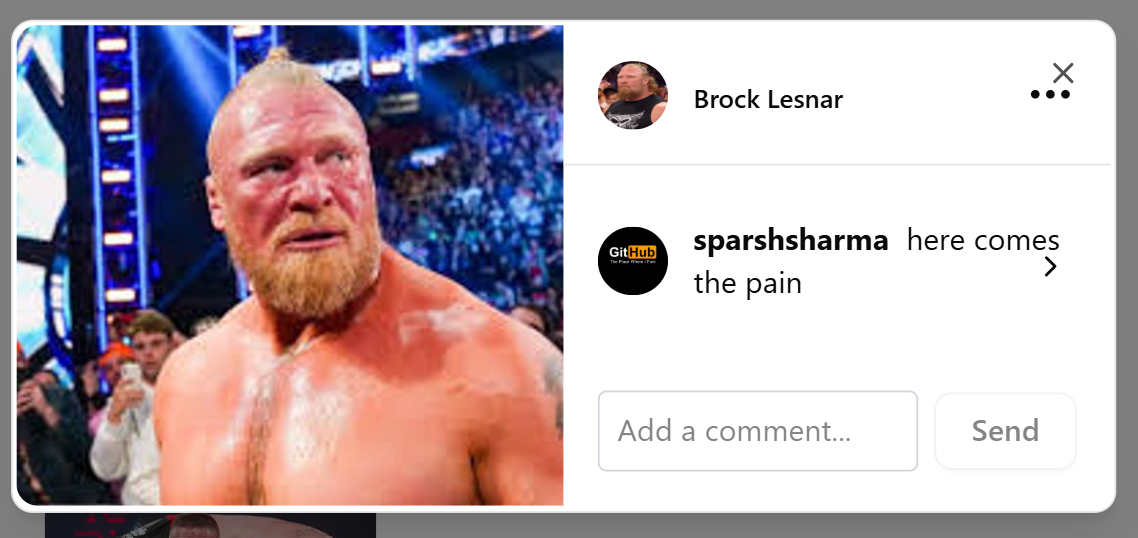 Brock Lesnar
GitHub
sparshsharma here comes
the pain
Add a comment...
Send